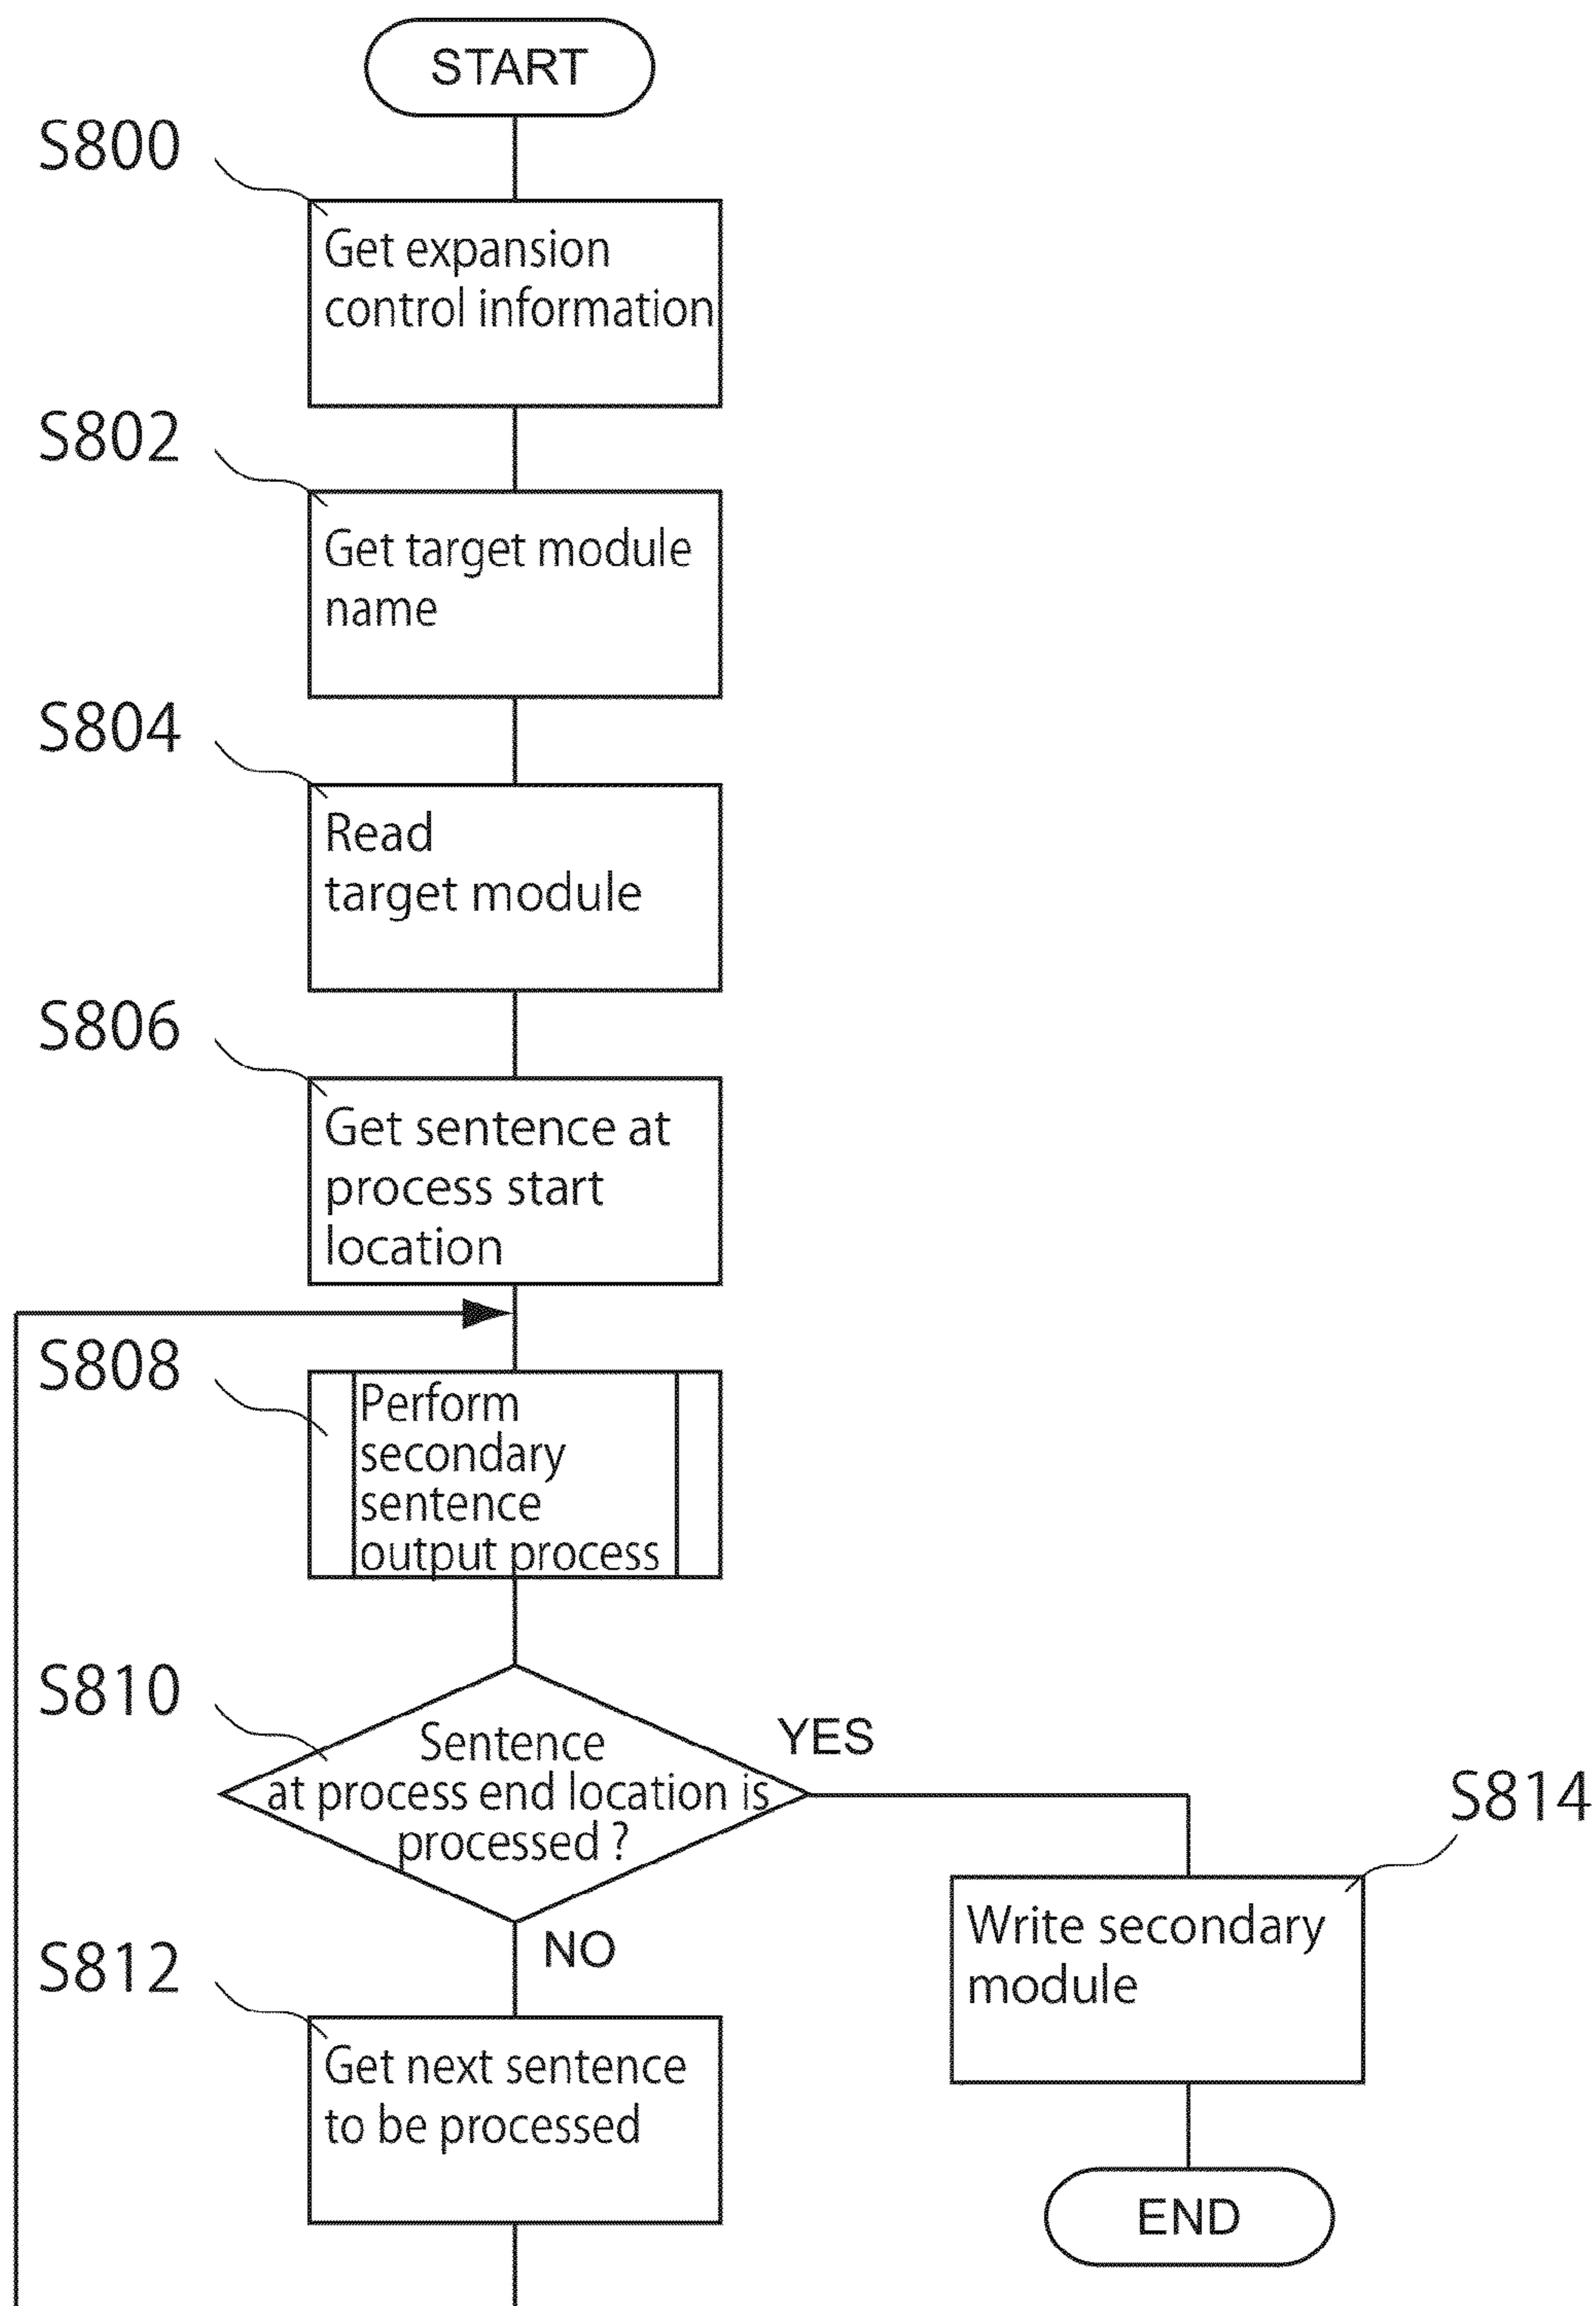 START
S800
Get expansion
control information
S802
Get target module
name
S804
Read
target module
S806
Get sentence at
process start
location
S808
Perform
secondary
sentence
output process
S810
Sentence
at process end location is
processed ?
YES
NO
S812
Get next sentence
to be processed
S814
Write secondary
module
END